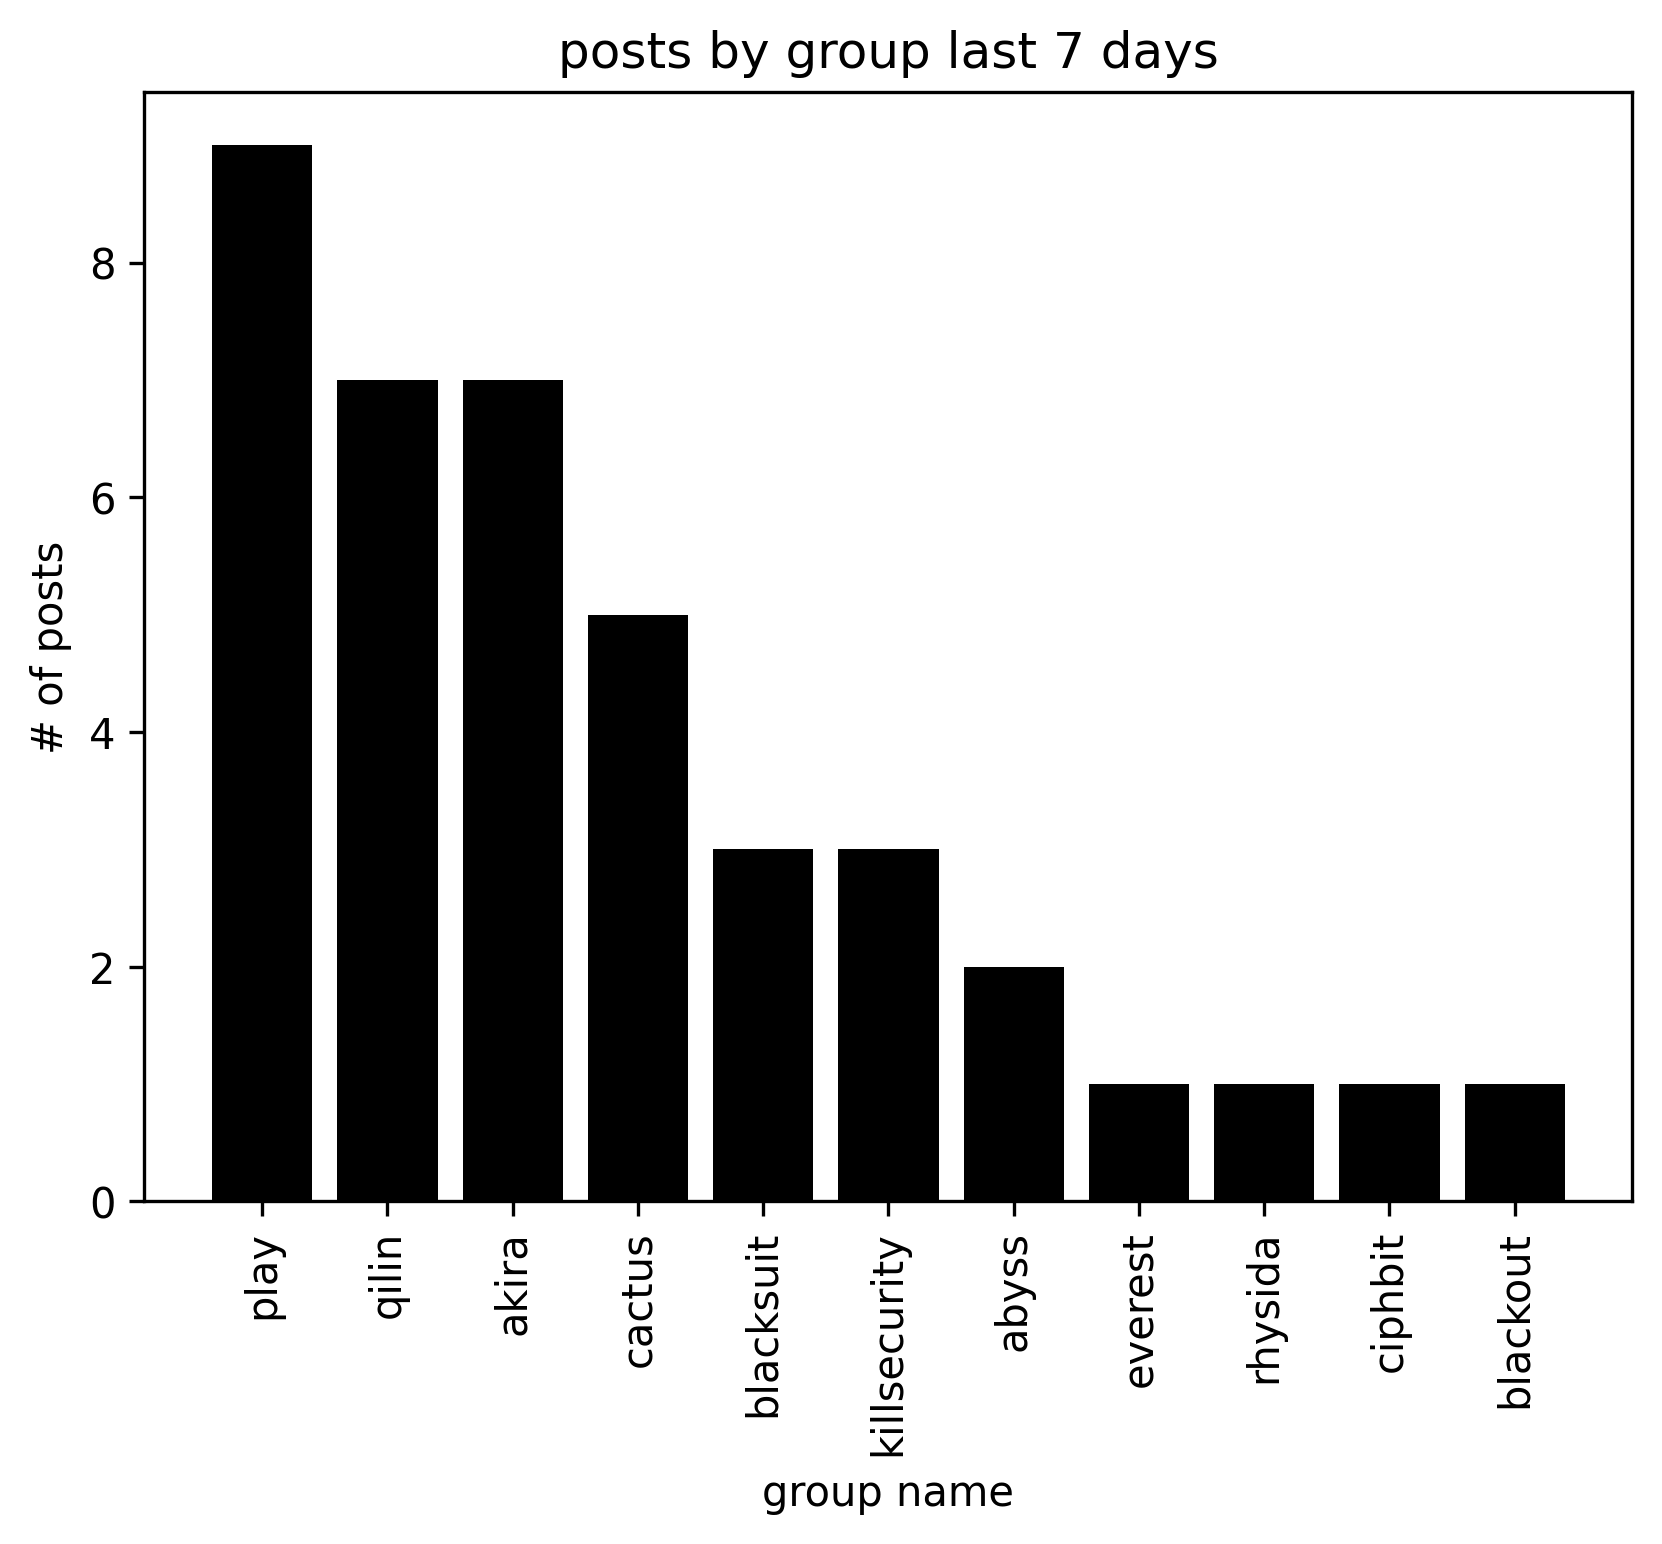 posts by group last 7 days
# of posts
8
6
4
2
0
play
qilin
akira
cactus
blacksuit
killsecurity
abyss
everest
rhysida
ciphbit
blackout
group name